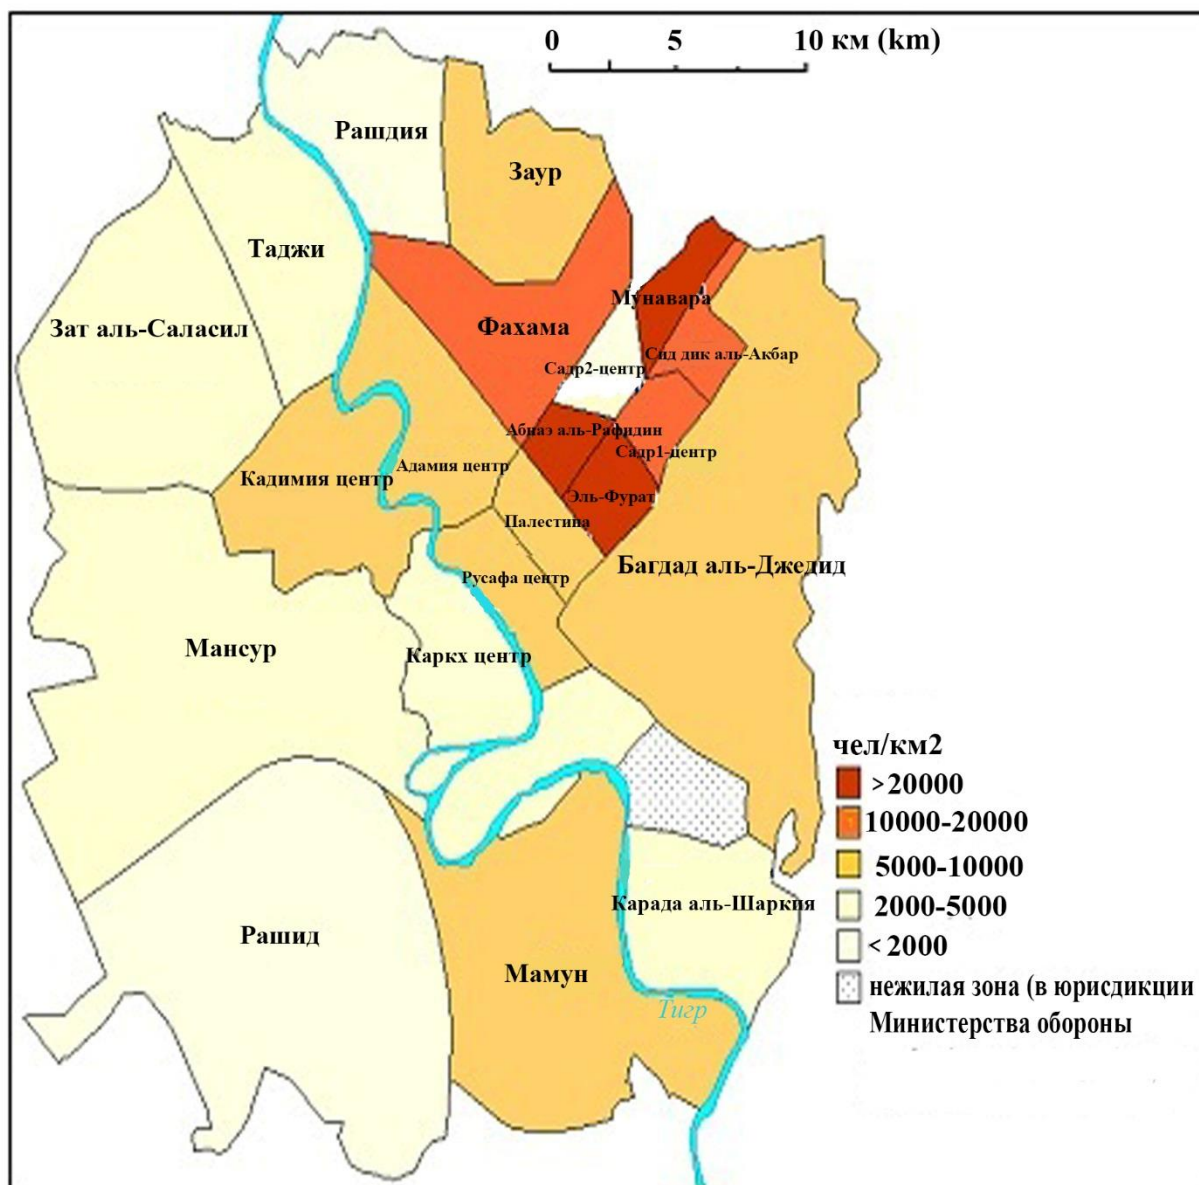 0 5 10 км (km)
Рашдия
Заур
Таджи
Мунавара
Зат аль-Саласил
Фахама
Сид дик аль-Акбар
Садр2-центр
Абнаэ аль-Рафидин
Садр1-центр
Адамия центр
Кадимия центр
Эль-Фурат
Палестина
Багдад аль-Джедид
Русафа центр
Мансур
Каркх центр
чел/км2
>20000
10000-20000
5000-10000
Карада аль-Шаркия
2000-5000
Рашид
<2000
Мамун
нежилая зона (в юрисдикции
Тигр
Министерства обороны